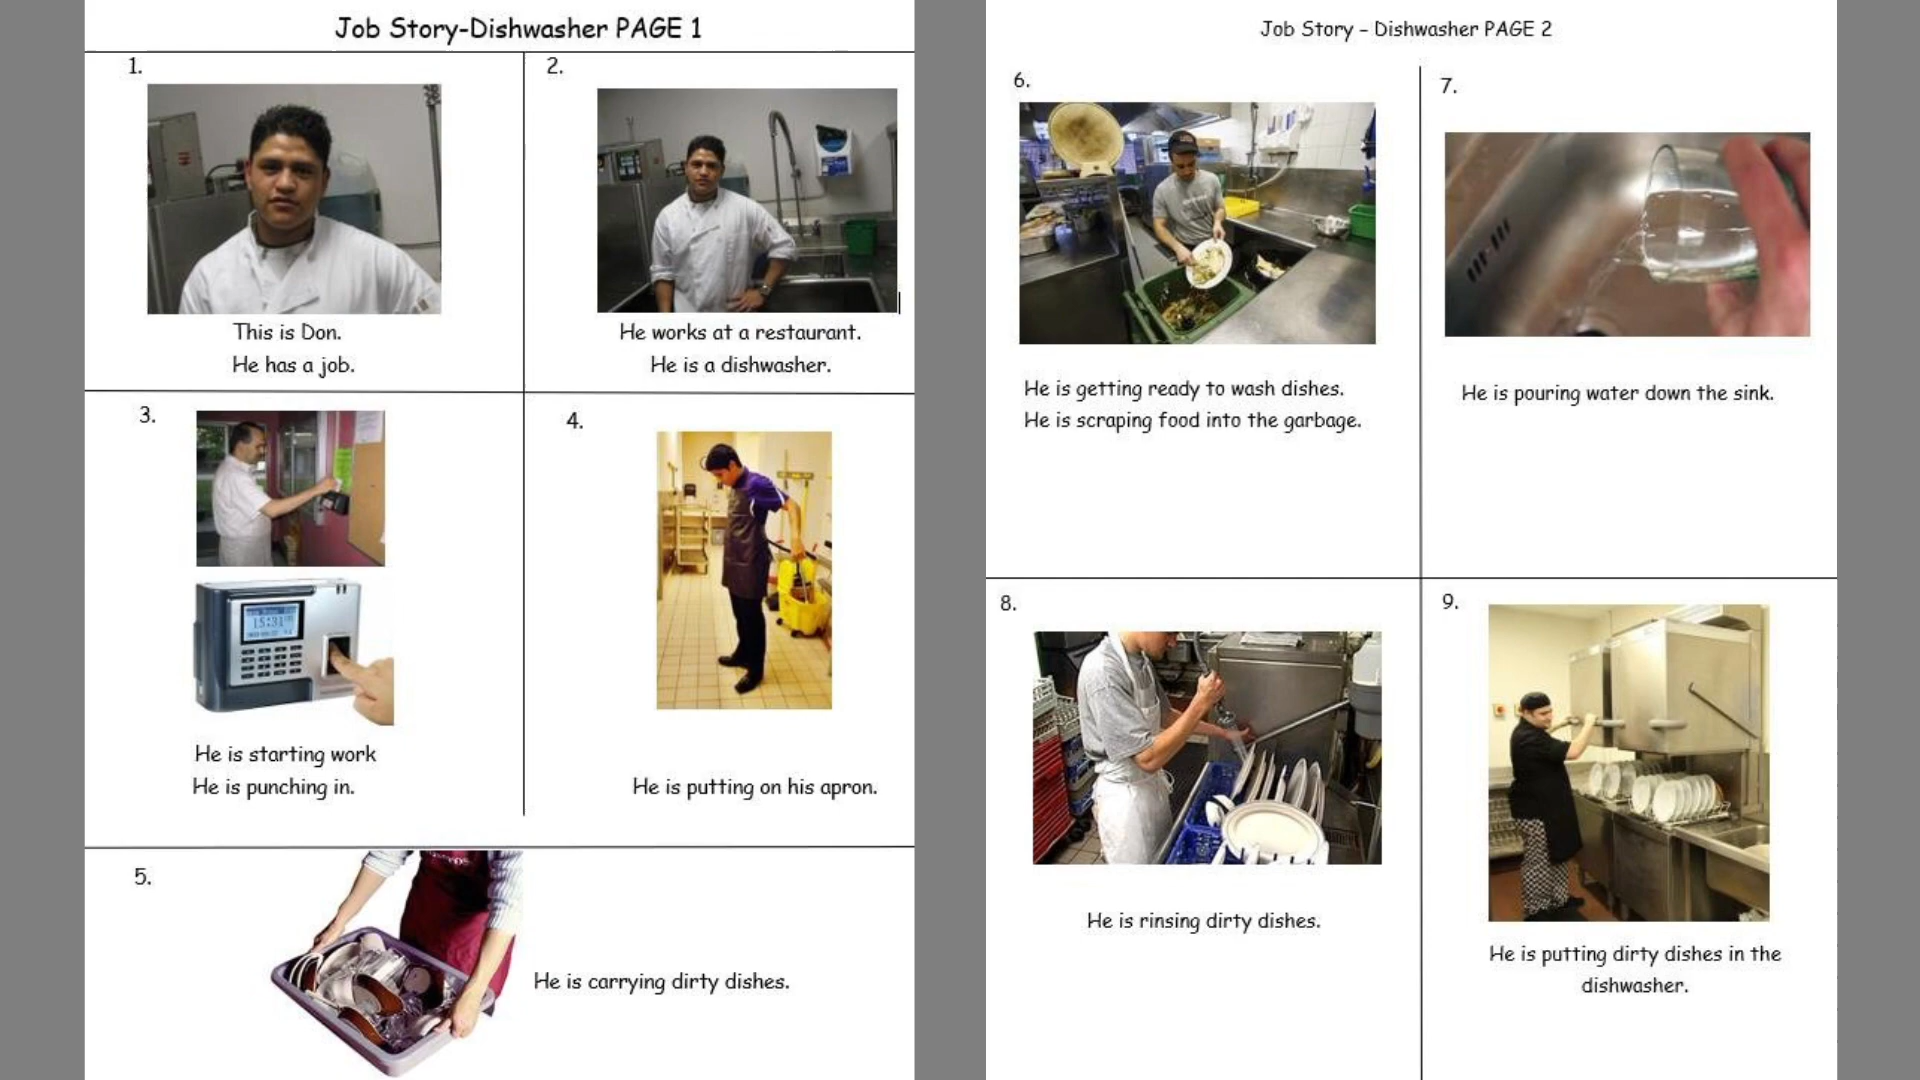 Job Story-Dishwasher PAGE 1
1.
This is Don.
He has a job.
2.
He works at a restaurant.
He is a dishwasher.
3.
15:31
He is starting work
He is punching in.
4.
He is putting on his apron.
5.
He is carrying dirty dishes.
Job Story – Dishwasher PAGE 2
6.
He is getting ready to wash dishes.
He is scraping food into the garbage.
7.
He is pouring water down the sink.
8.
He is rinsing dirty dishes.
9.
He is putting dirty dishes in the
dishwasher.